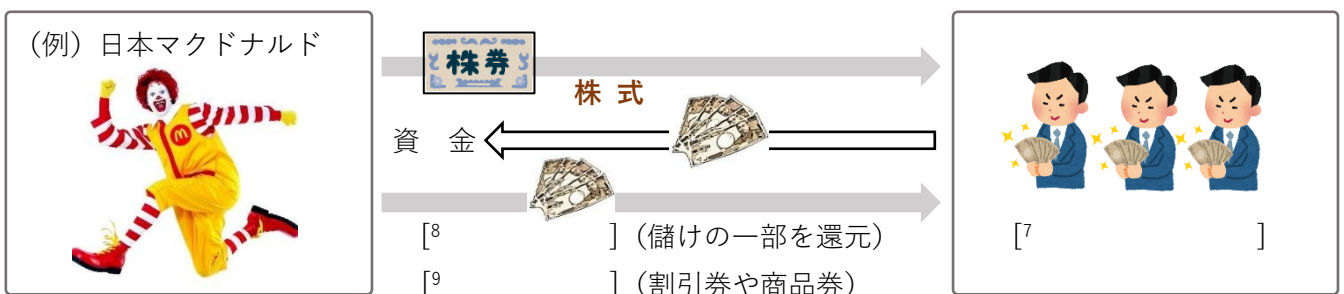 （例）日本マクドナルド
株券
株 式
資 金
[8 ]（儲けの一部を還元）
[7 ]
[9 ]（割引券や商品券）